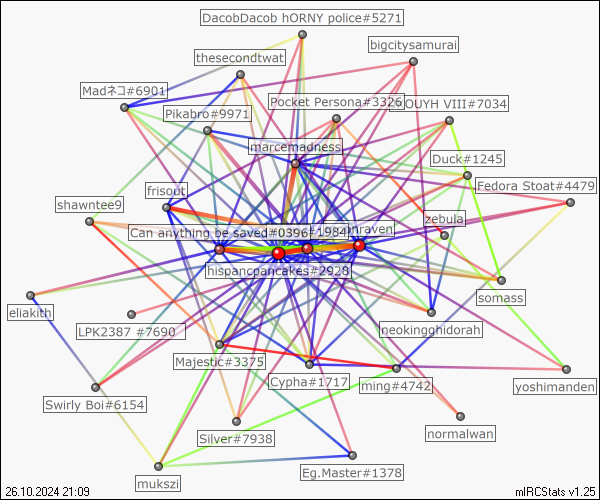 DacobDacob hORNY police#5271
bigcitysamurai
thesecondtwat
Madネコ#6901
Pocket Persona#3326
OUYH VIII#7034
Pikabro#9971
marcemadness
Duck#1245
Fedora Stoat#4479
frisout
shawntee9
zebula
Can anything be saved#0396
#1984
nraven
hispancpancakes#2928
somass
eliakith
LPK2387 #7690
neokingghidorah
Majestic#3375
Cypha#1717
ming#4742
yoshimanden
Swirly Boi#6154
normalwan
Silver#7938
Eg.Master#1378
mukszi
26.10.2024 21:09
mIRCStats v1.25